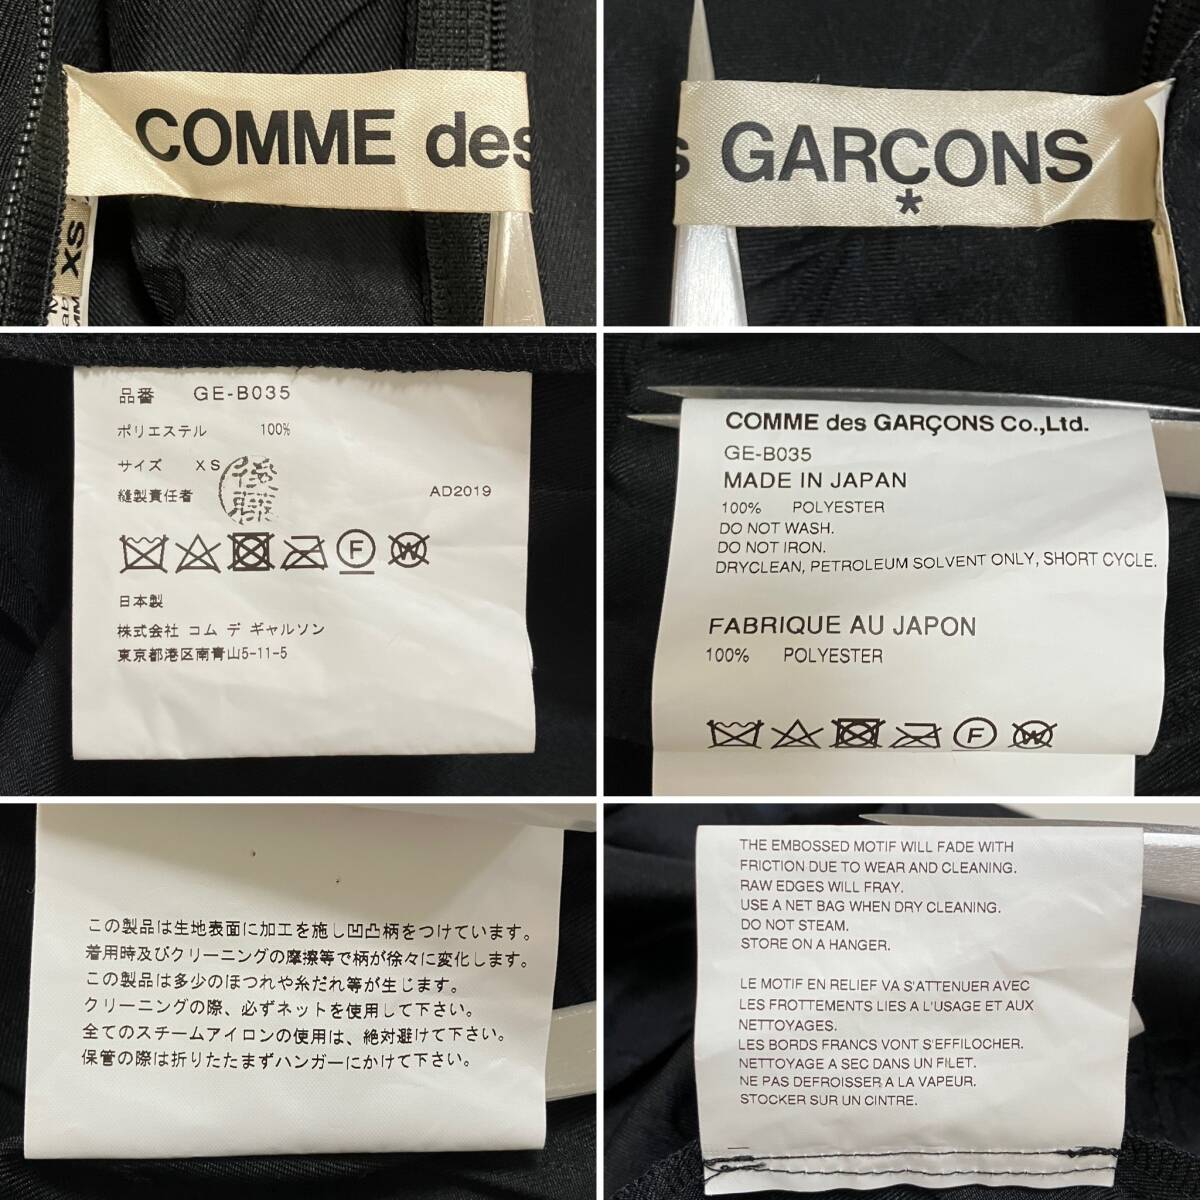 COMME des
XS
s GARÇONS
*
品番 GE-B035
ポリエステル 100%
サイズ XS
縫製責任者 後藤 AD2019
F W
日本製
株式会社 コム デ ギャルソン
東京都港区南青山5-11-5
COMME des GARÇONS Co.,Ltd.
GE-B035
MADE IN JAPAN
100% POLYESTER
DO NOT WASH.
DO NOT IRON.
DRYCLEAN, PETROLEUM SOLVENT ONLY, SHORT CYCLE.
FABRIQUE AU JAPON
100% POLYESTER
F W
この製品は生地表面に加工を施し凹凸柄をつけています。
着用時及びクリーニングの摩擦等で柄が徐々に変化します。
この製品は多少のほつれや糸だれ等が生じます。
クリーニングの際、必ずネットを使用して下さい。
全てのスチームアイロンの使用は、絶対避けて下さい。
保管の際は折りたたまずハンガーにかけて下さい。
THE EMBOSSED MOTIF WILL FADE WITH
FRICTION DUE TO WEAR AND CLEANING.
RAW EDGES WILL FRAY.
USE A NET BAG WHEN DRY CLEANING.
DO NOT STEAM.
STORE ON A HANGER.
LE MOTIF EN RELIEF VA S'ATTENUER AVEC
LES FROTTEMENTS LIES A L'USAGE ET AUX
NETTOYAGES.
LES BORDS FRANCS VONT S'EFFILOCHER.
NETTOYAGE A SEC DANS UN FILET.
NE PAS DEFROISSER A LA VAPEUR.
STOCKER SUR UN CINTRE.